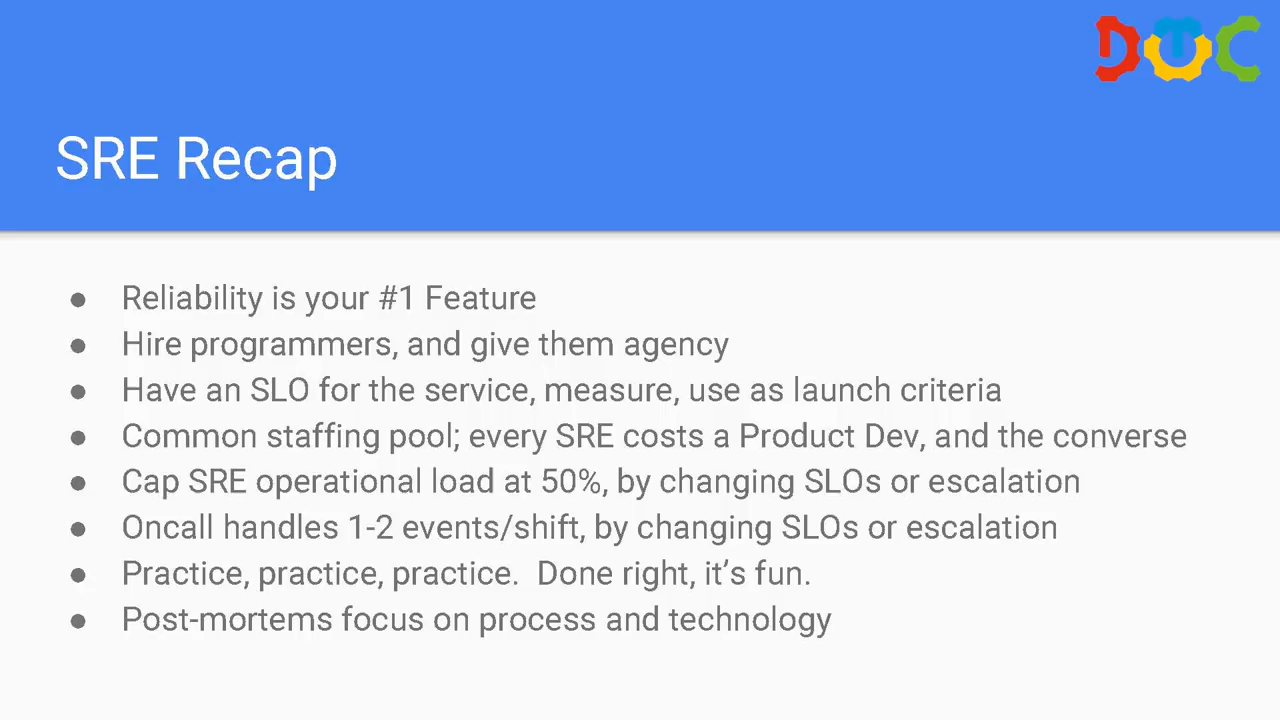 DUC
SRE Recap
● Reliability is your #1 Feature
● Hire programmers, and give them agency
● Have an SLO for the service, measure, use as launch criteria
● Common staffing pool; every SRE costs a Product Dev, and the converse
● Cap SRE operational load at 50%, by changing SLOs or escalation
● Oncall handles 1-2 events/shift, by changing SLOs or escalation
● Practice, practice, practice.  Done right, it’s fun.
● Post-mortems focus on process and technology